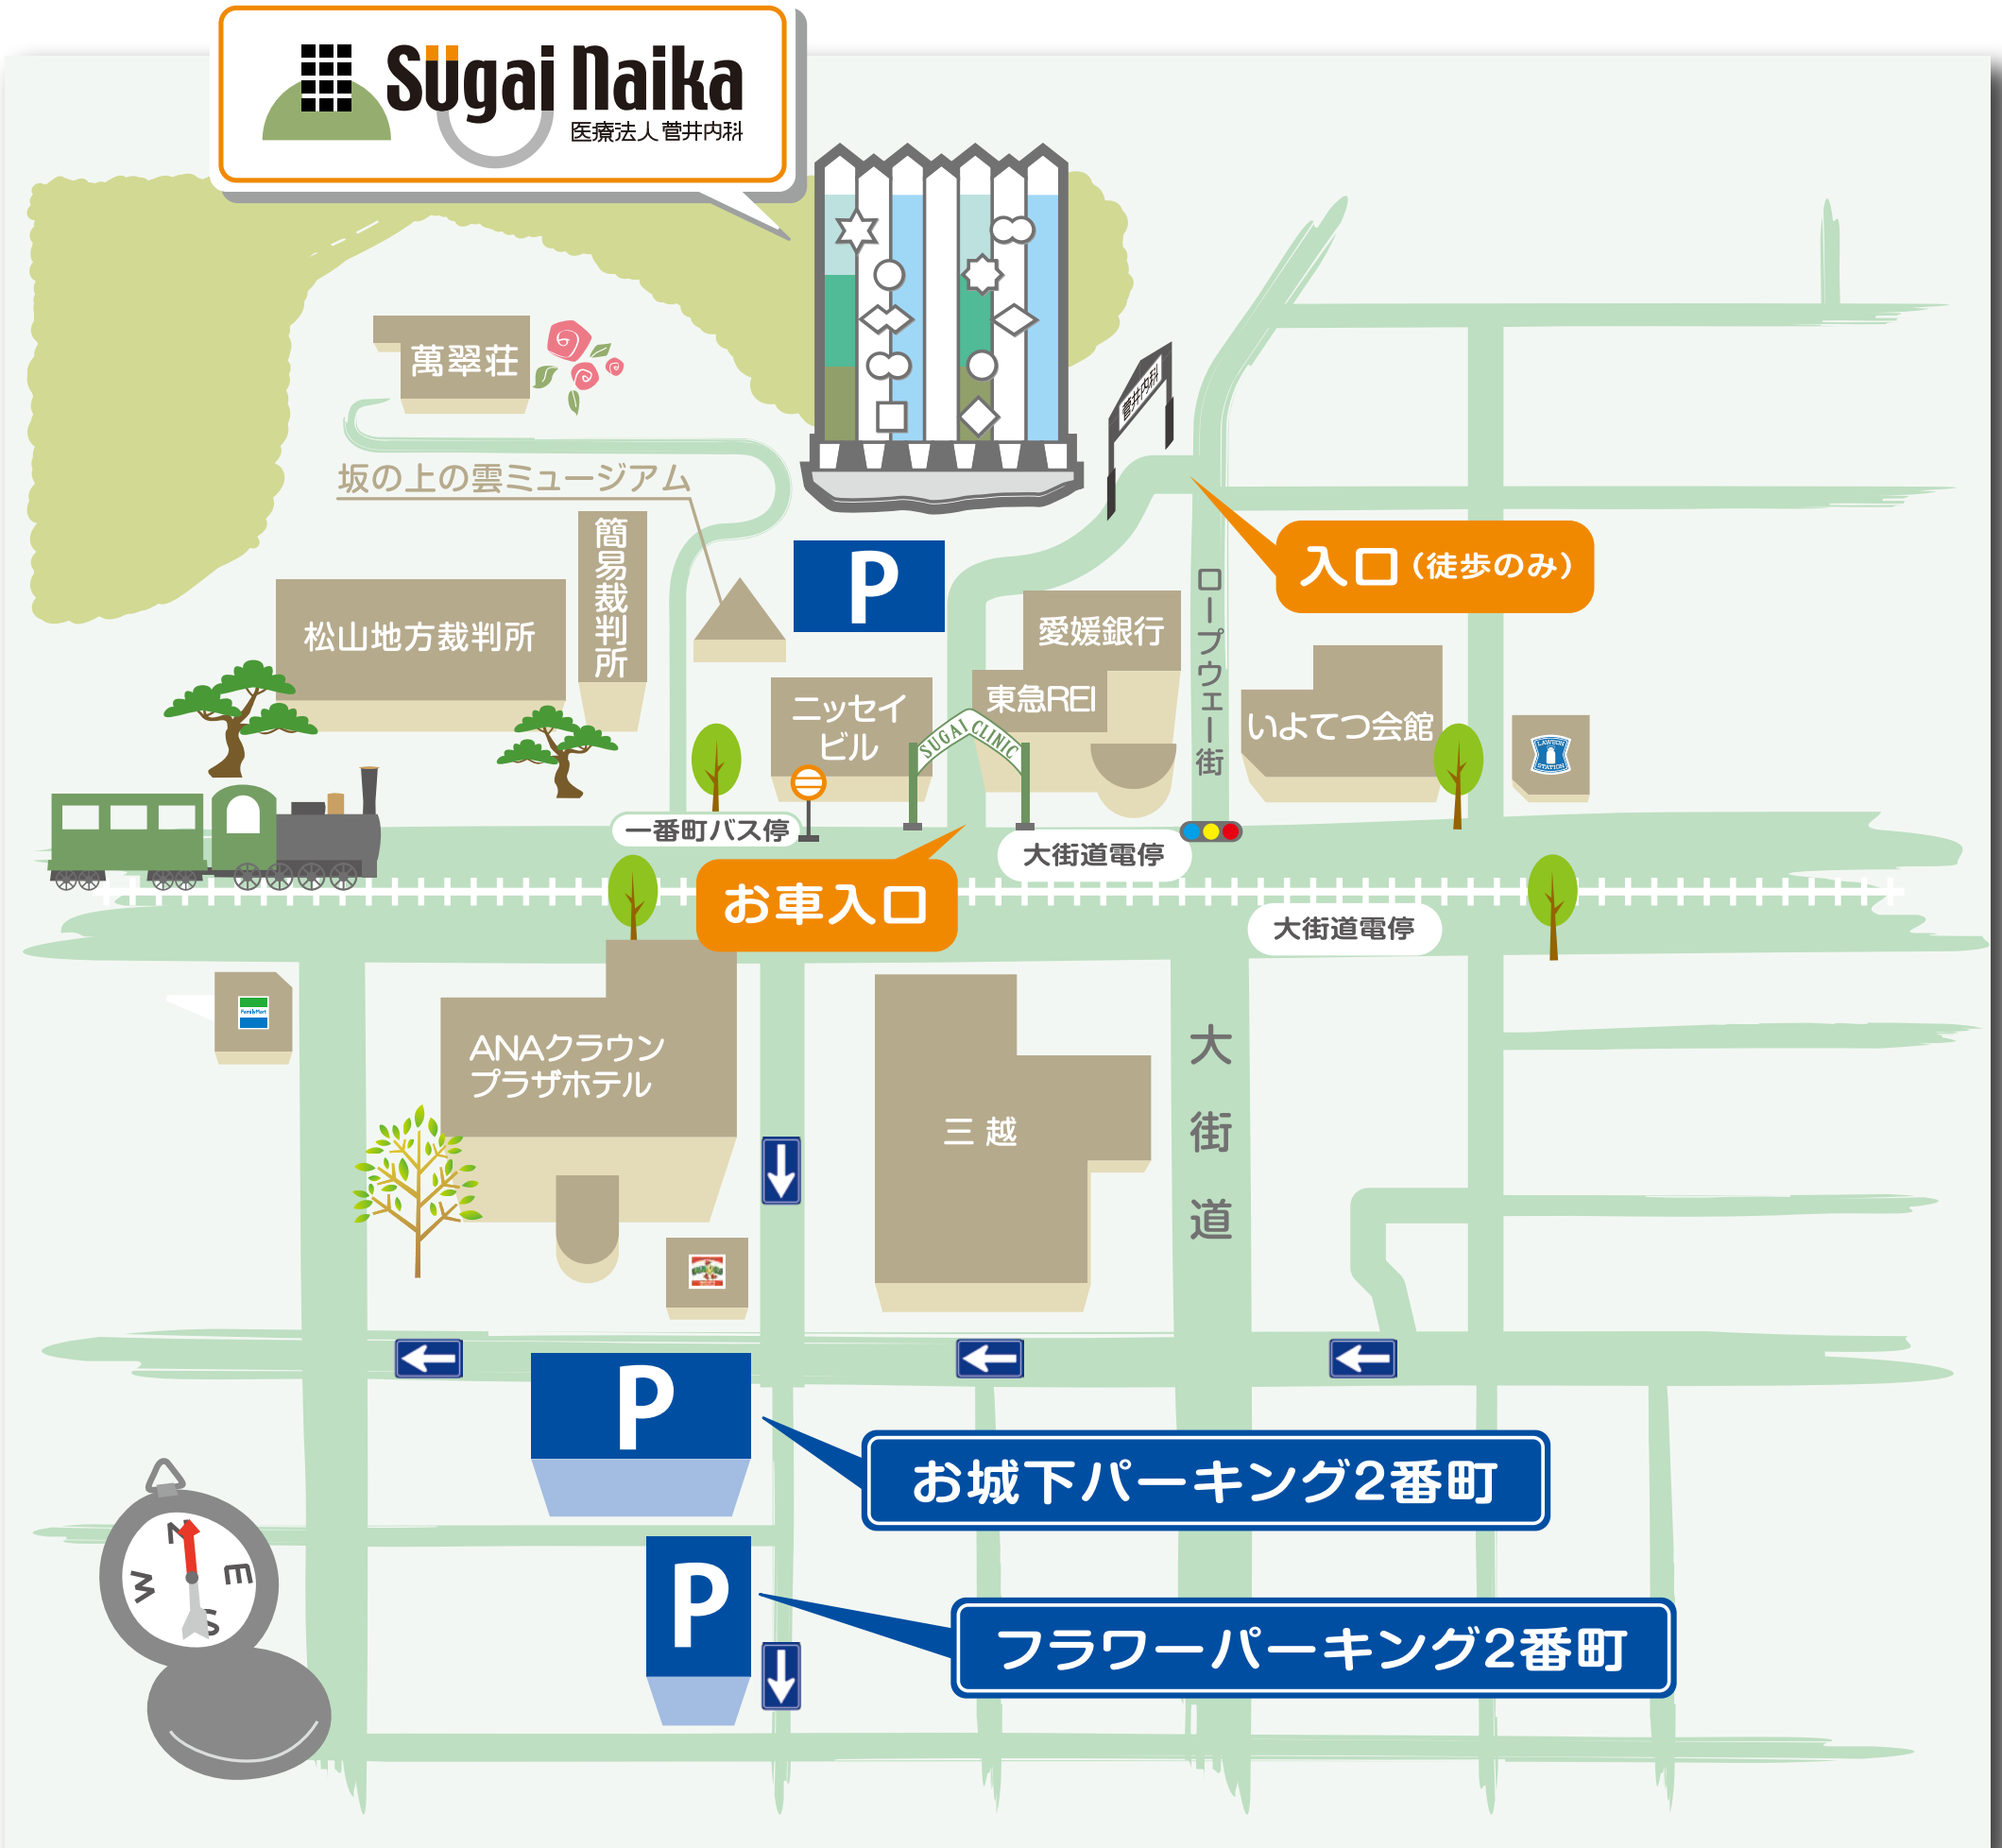 Sugai Naika
医療法人 菅井内科
萬翠荘
坂の上の雲ミュージアム
簡易裁判所
松山地方裁判所
P
菅井内科
入口(徒歩のみ)
ロープウェー街
愛媛銀行
東急REI
ニッセイ
ビル
SUGAI CLINIC
いよてつ会館
LAWSON
STATION
一番町バス停
大街道電停
お車入口
大街道電停
FamilyMart
ANAクラウン
プラザホテル
三越
大街道
P
お城下パーキング2番町
P
フラワーパーキング2番町
N
E
W
S